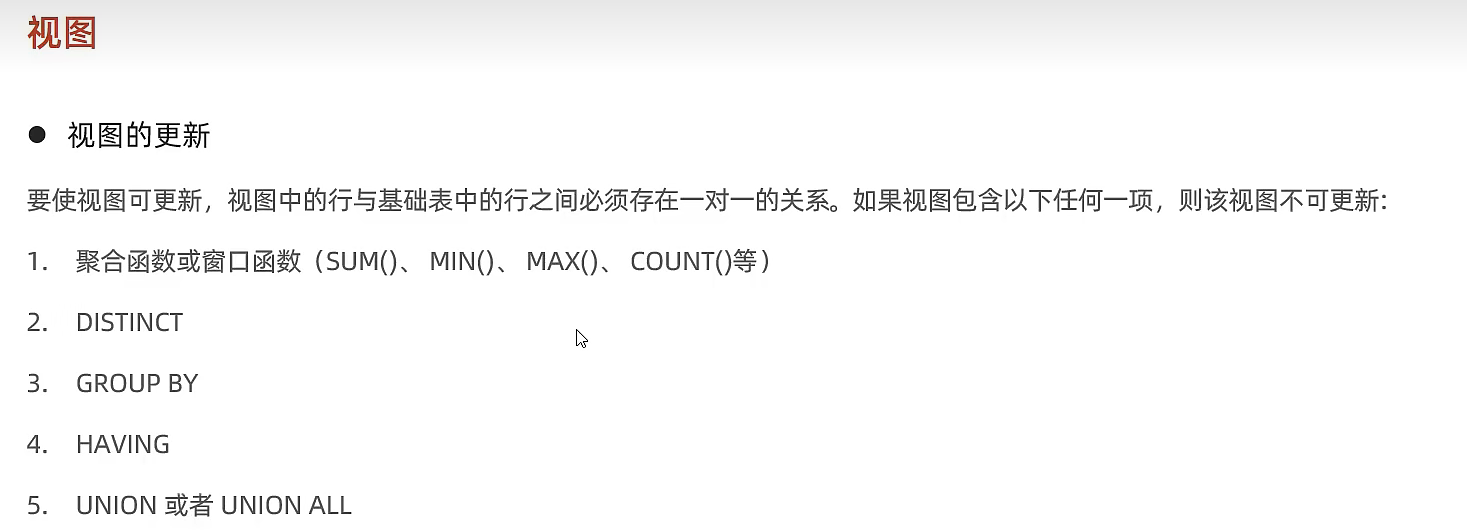 视图
● 视图的更新
要使视图可更新，视图中的行与基础表中的行之间必须存在一对一的关系。如果视图包含以下任何一项，则该视图不可更新:
1. 聚合函数或窗口函数（SUM()、 MIN()、 MAX()、 COUNT()等）
2. DISTINCT
3. GROUP BY
4. HAVING
5. UNION 或者 UNION ALL